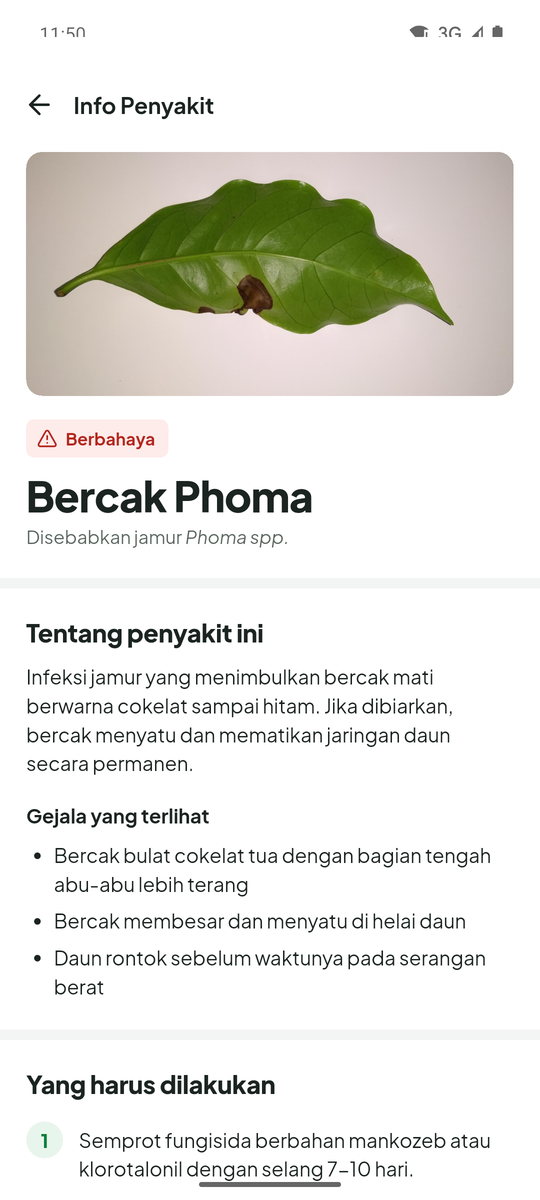 11:50
3G
Info Penyakit
Berbahaya
Bercak Phoma
Disebabkan jamur Phoma spp.
Tentang penyakit ini
Infeksi jamur yang menimbulkan bercak mati
berwarna cokelat sampai hitam. Jika dibiarkan,
bercak menyatu dan mematikan jaringan daun
secara permanen.
Gejala yang terlihat
• Bercak bulat cokelat tua dengan bagian tengah
abu-abu lebih terang
• Bercak membesar dan menyatu di helai daun
• Daun rontok sebelum waktunya pada serangan
berat
Yang harus dilakukan
1 Semprot fungisida berbahan mankozeb atau
klorotalonil dengan selang 7–10 hari.